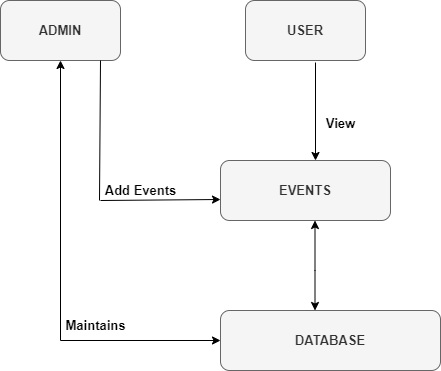 ADMIN
USER
View
Add Events
EVENTS
Maintains
DATABASE